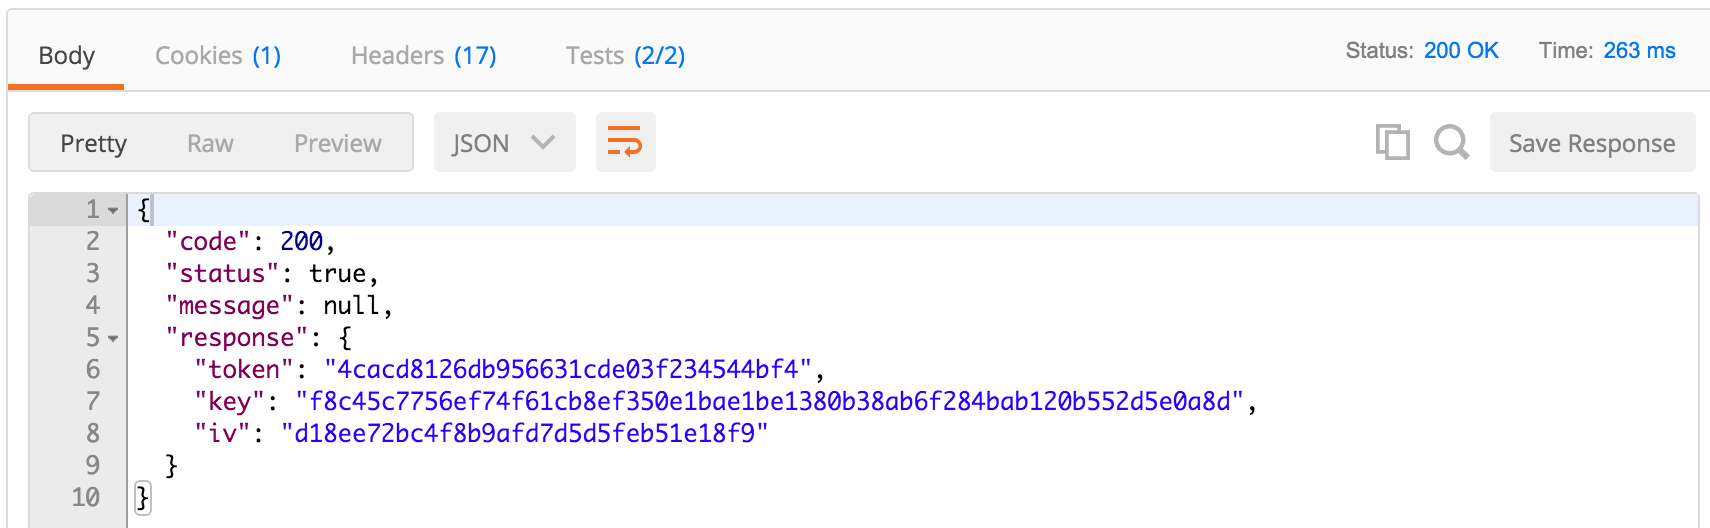 Body Cookies (1) Headers (17) Tests (2/2) Status: 200 OK Time: 263 ms
Pretty Raw Preview JSON Save Response
1 {
2 "code": 200,
3 "status": true,
4 "message": null,
5 "response": {
6 "token": "4cacd8126db956631cde03f234544bf4",
7 "key": "f8c45c7756ef74f61cb8ef350e1bae1be1380b38ab6f284bab120b552d5e0a8d",
8 "iv": "d18ee72bc4f8b9afd7d5d5feb51e18f9"
9 }
10 }